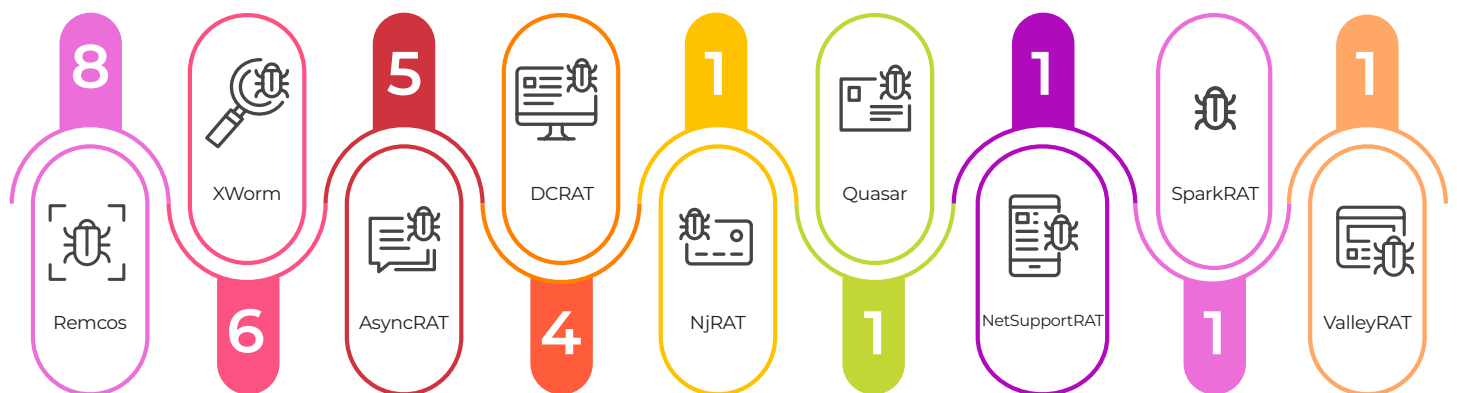 8
Remcos
XWorm
6
5
AsyncRAT
DCRAT
4
1
NjRAT
Quasar
1
1
NetSupportRAT
SparkRAT
1
1
ValleyRAT